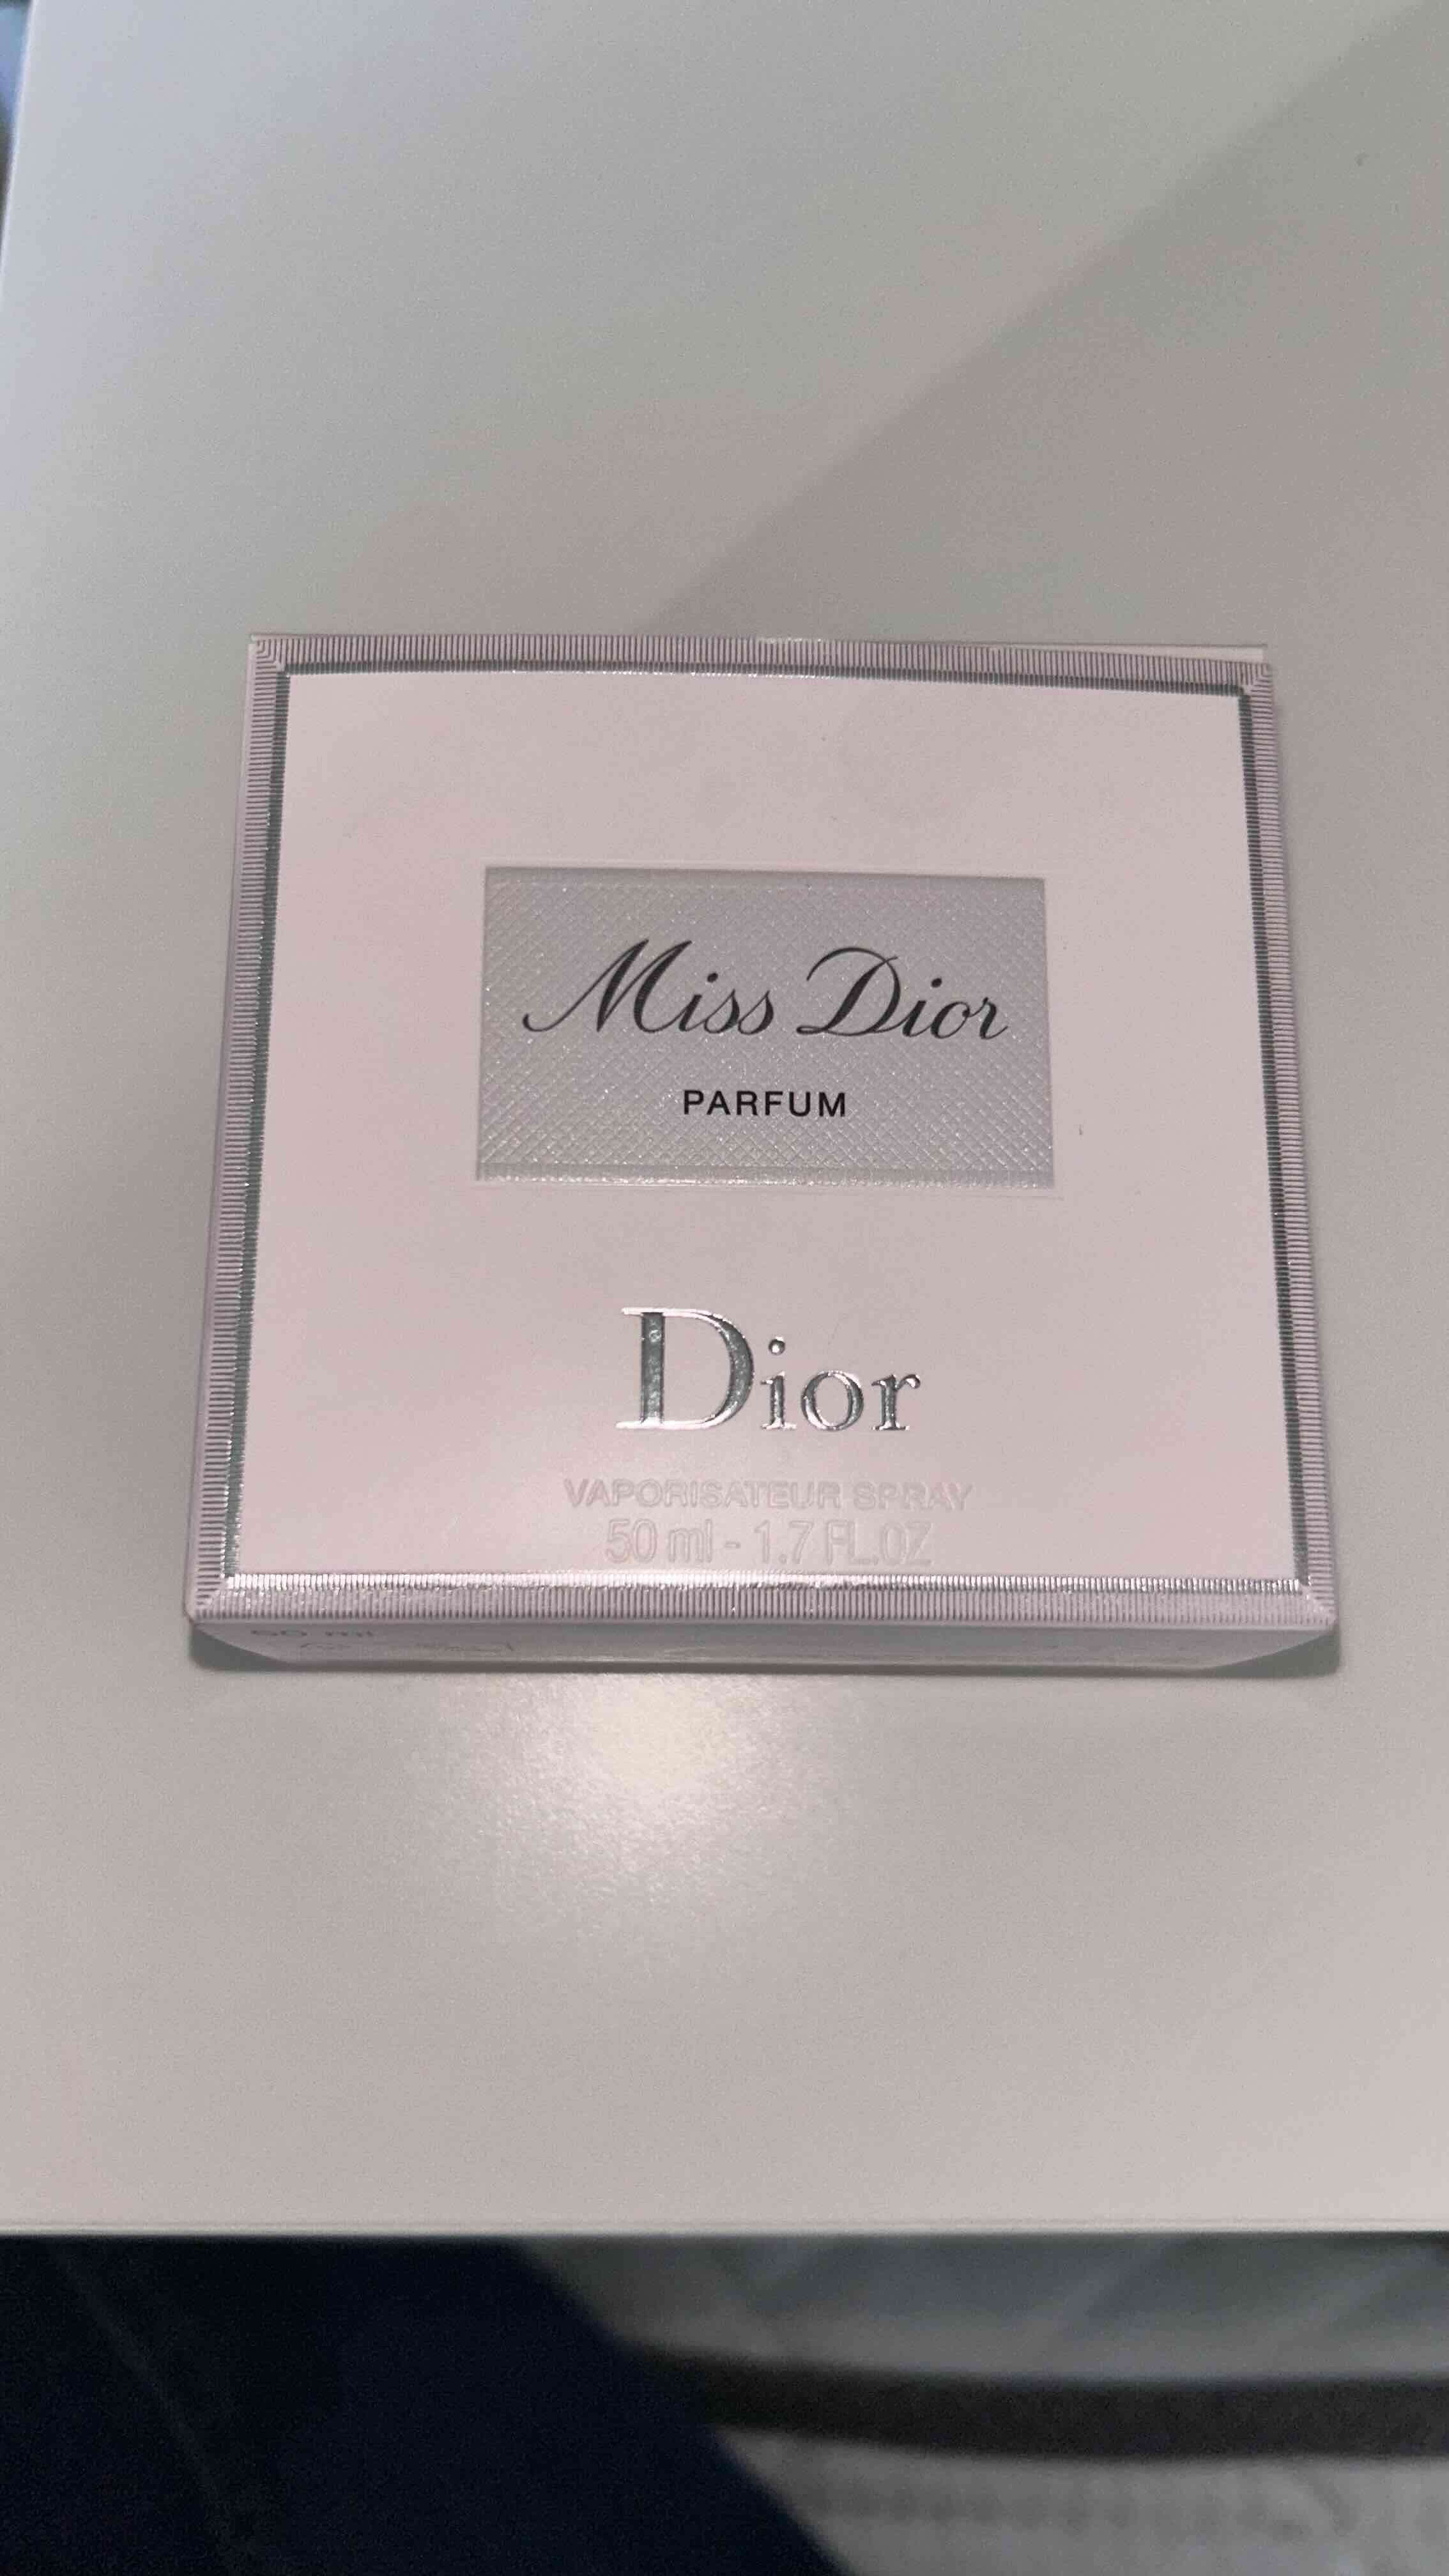 Miss Dior
PARFUM
Dior
VAPORISATEUR SPRAY
50 ml - 1.7 FL.OZ